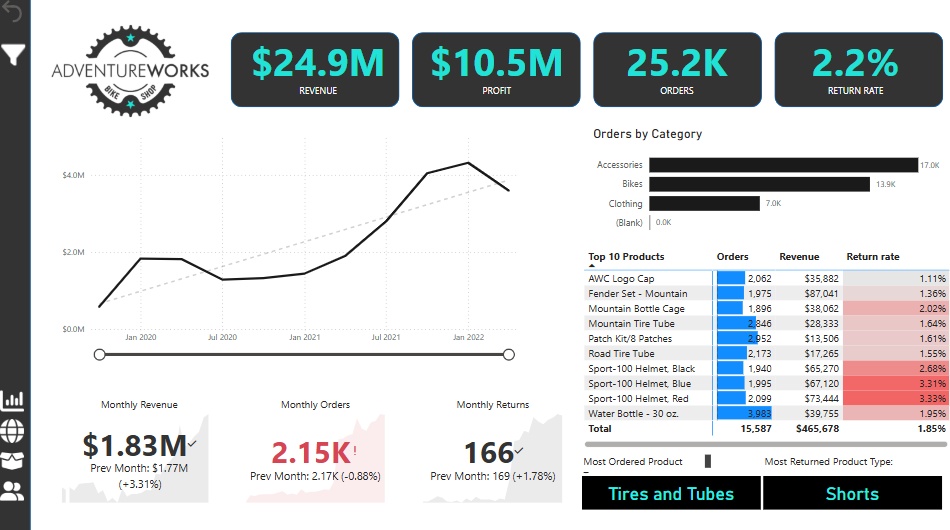 ADVENTUREWORKS
BIKE SHOP
$24.9M
REVENUE
$10.5M
PROFIT
25.2K
ORDERS
2.2%
RETURN RATE
$4.0M
$2.0M
$0.0M
Jan 2020 Jul 2020 Jan 2021 Jul 2021 Jan 2022
Orders by Category
Accessories 17.0K
Bikes 13.9K
Clothing 7.0K
(Blank) 0.0K
Top 10 Products Orders Revenue Return rate
AWC Logo Cap 2,062 $35,882 1.11%
Fender Set - Mountain 1,975 $87,041 1.36%
Mountain Bottle Cage 1,896 $38,062 2.02%
Mountain Tire Tube 2,846 $28,333 1.64%
Patch Kit/8 Patches 2,952 $13,506 1.61%
Road Tire Tube 2,173 $17,265 1.55%
Sport-100 Helmet, Black 1,940 $65,270 2.68%
Sport-100 Helmet, Blue 1,995 $67,120 3.31%
Sport-100 Helmet, Red 2,099 $73,444 3.33%
Water Bottle - 30 oz. 3,983 $39,755 1.95%
Total 15,587 $465,678 1.85%
Monthly Revenue
$1.83M
Prev Month: $1.77M
(+3.31%)
Monthly Orders
2.15K!
Prev Month: 2.17K (-0.88%)
Monthly Returns
166
Prev Month: 169 (+1.78%)
Most Ordered Product
Tires and Tubes
Most Returned Product Type:
Shorts